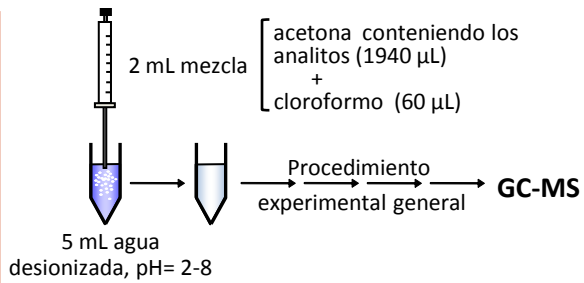 2 mL mezcla
acetona conteniendo los
analitos (1940 µL)
+
cloroformo (60 µL)
Procedimiento
experimental general
GC-MS
5 mL agua
desionizada, pH= 2-8